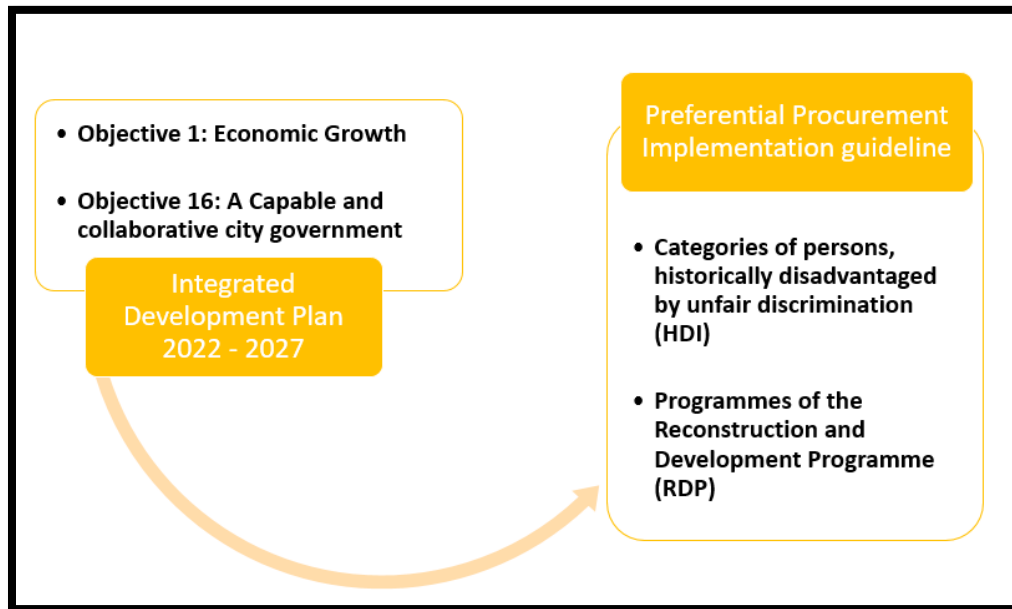 • Objective 1: Economic Growth
• Objective 16: A Capable and
collaborative city government
Integrated
Development Plan
2022 - 2027
Preferential Procurement
Implementation guideline
• Categories of persons,
historically disadvantaged
by unfair discrimination
(HDI)
• Programmes of the
Reconstruction and
Development Programme
(RDP)